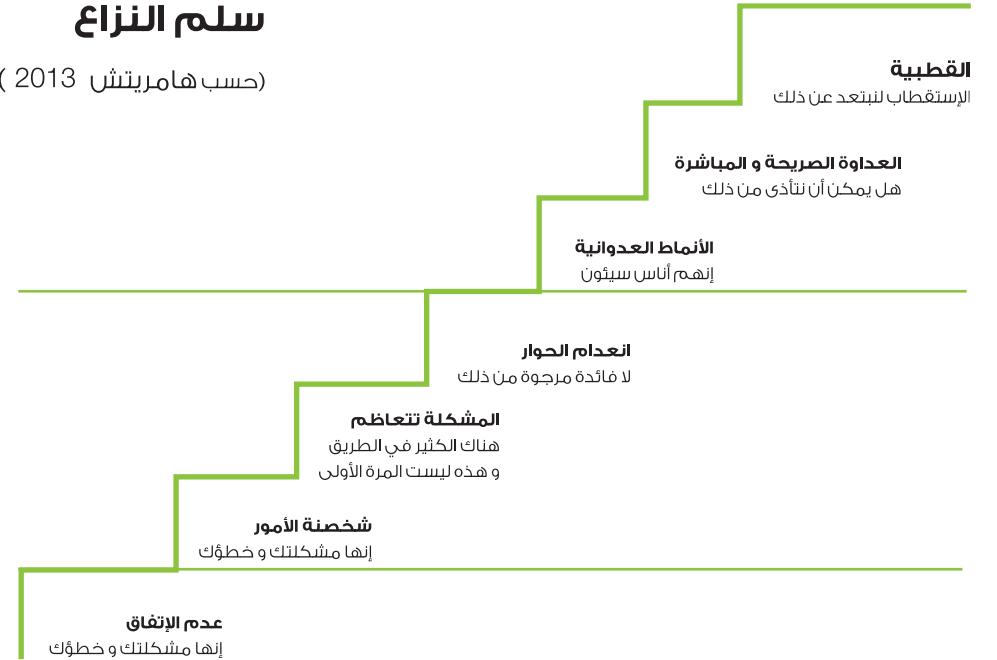 سلم النزاع
(حسب هامريتش 2013 )
القطبية
الإستقطاب لنبتعد عن ذلك
العداوة الصريحة و المباشرة
هل يمكن أن نتأذى من ذلك
الأنماط العدوانية
إنهم أناس سيئون
انعدام الحوار
لا فائدة مرجوة من ذلك
المشكلة تتعاظم
هناك الكثير في الطريق
و هذه ليست المرة الأولى
شخصنة الأمور
إنها مشكلتك و خطؤك
عدم الإتفاق
إنها مشكلتك و خطؤك